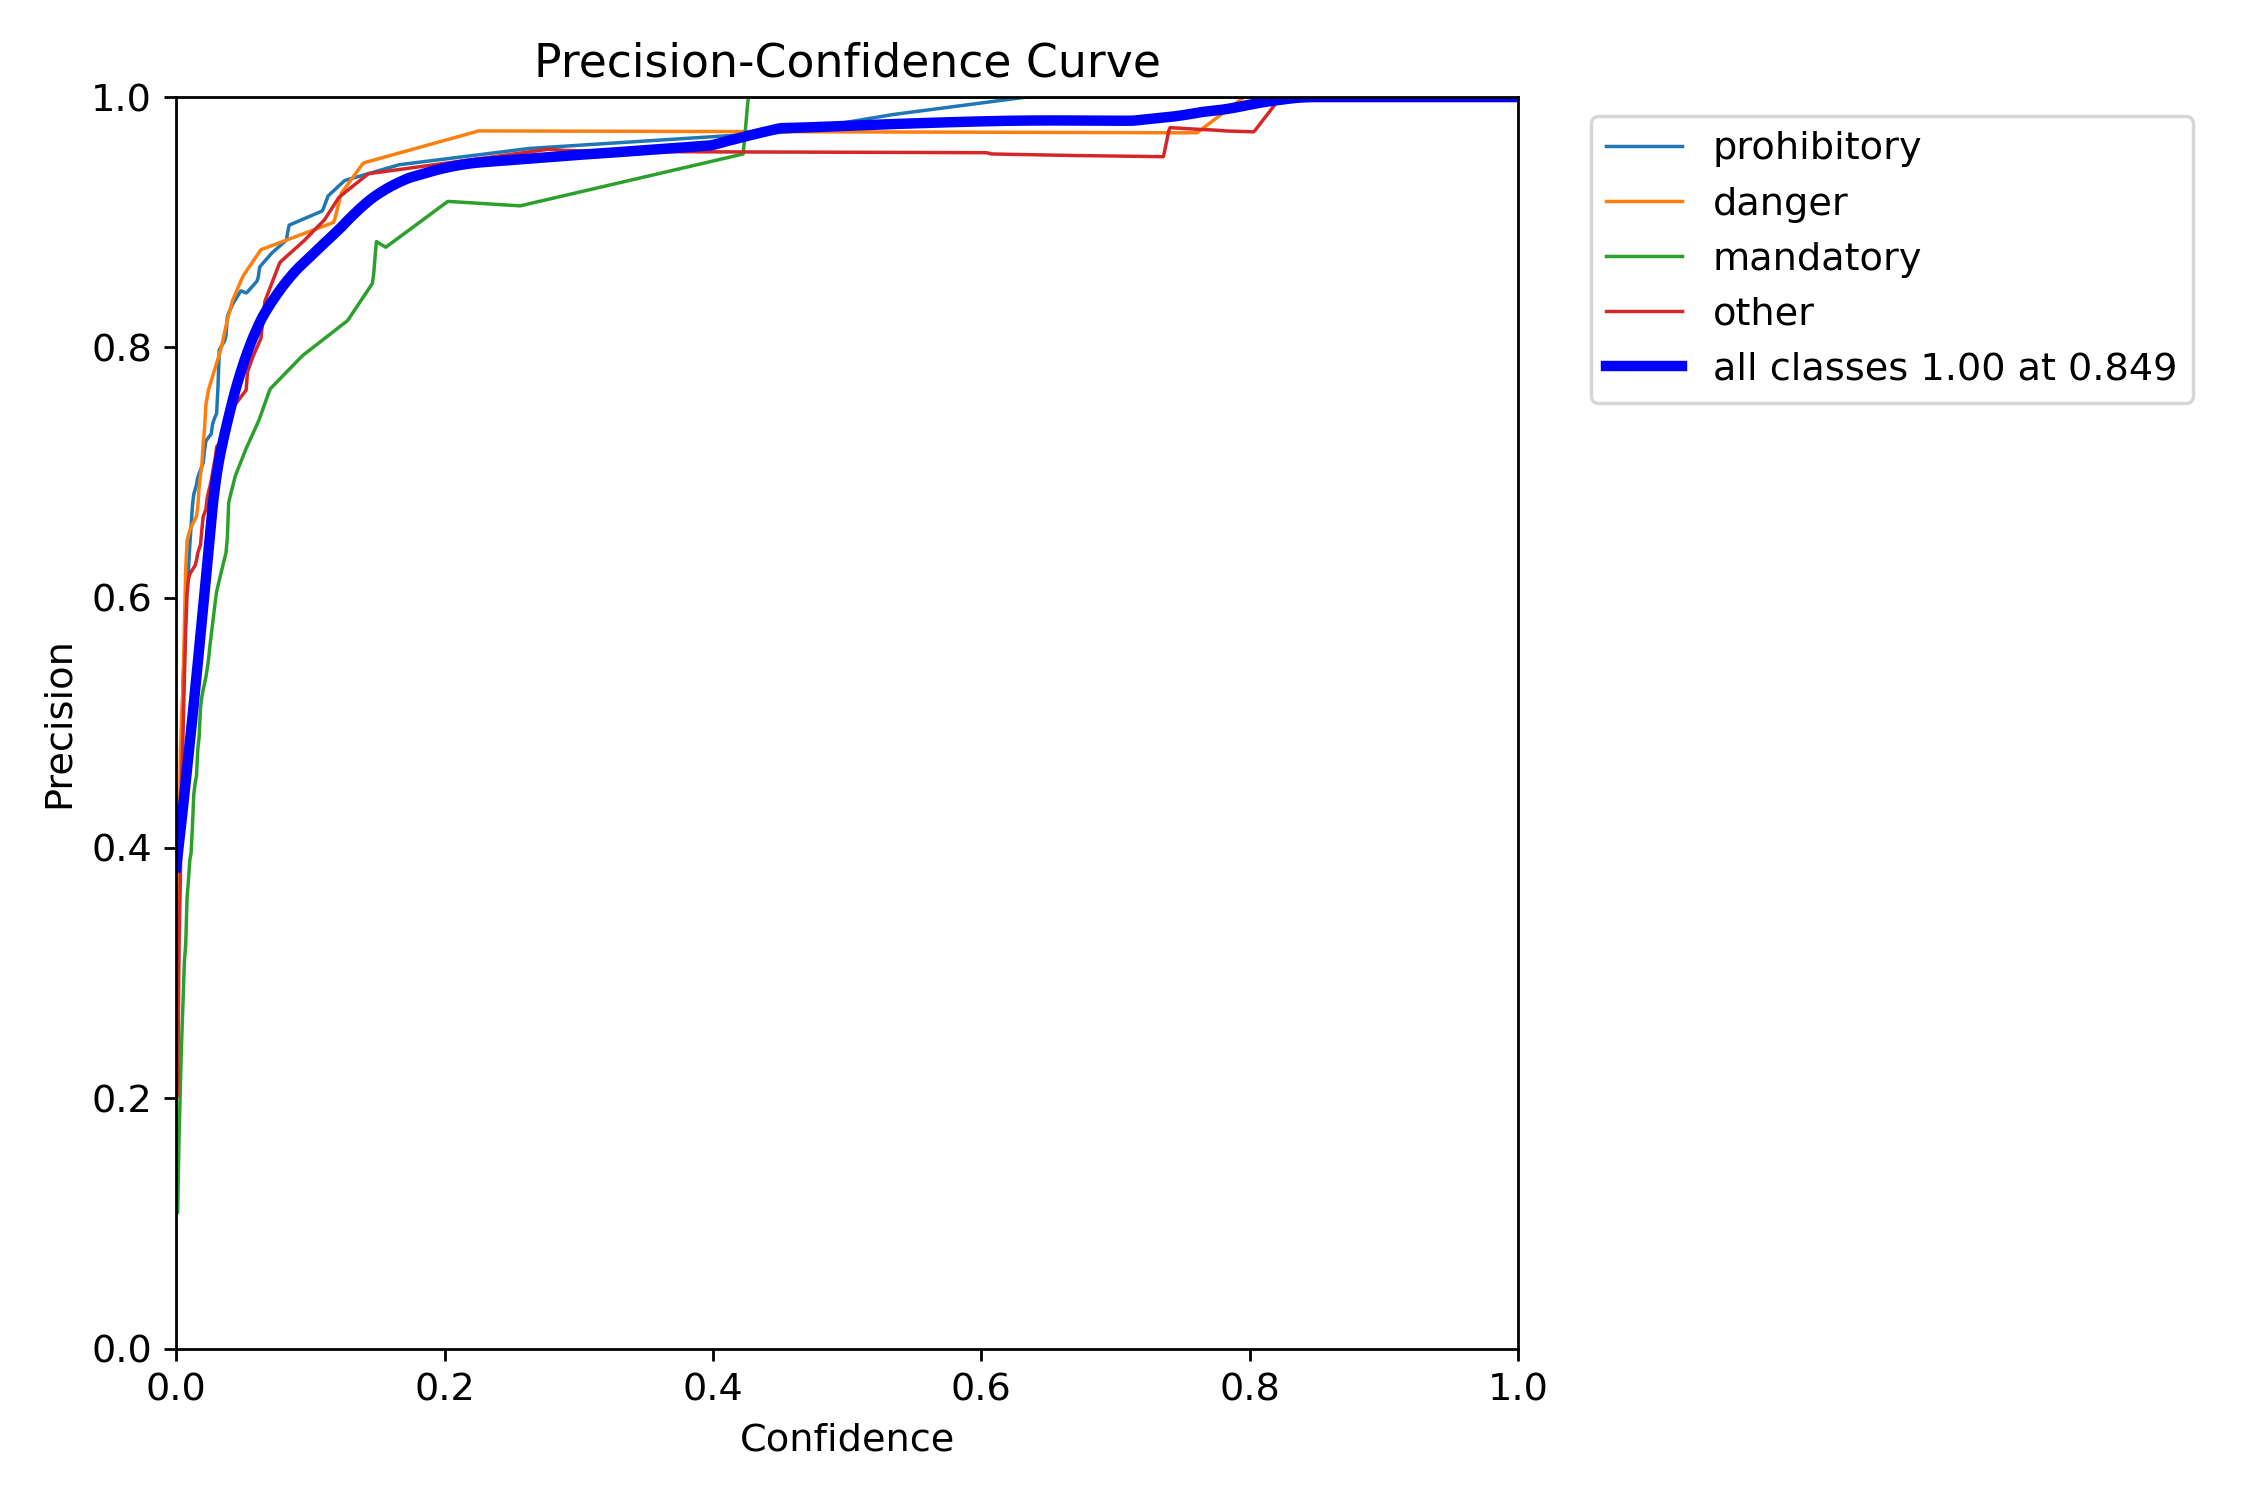 Precision-Confidence Curve
1.0
0.8
0.6
0.4
0.2
0.0
Precision
0.0 0.2 0.4 0.6 0.8 1.0
Confidence
prohibitory
danger
mandatory
other
all classes 1.00 at 0.849